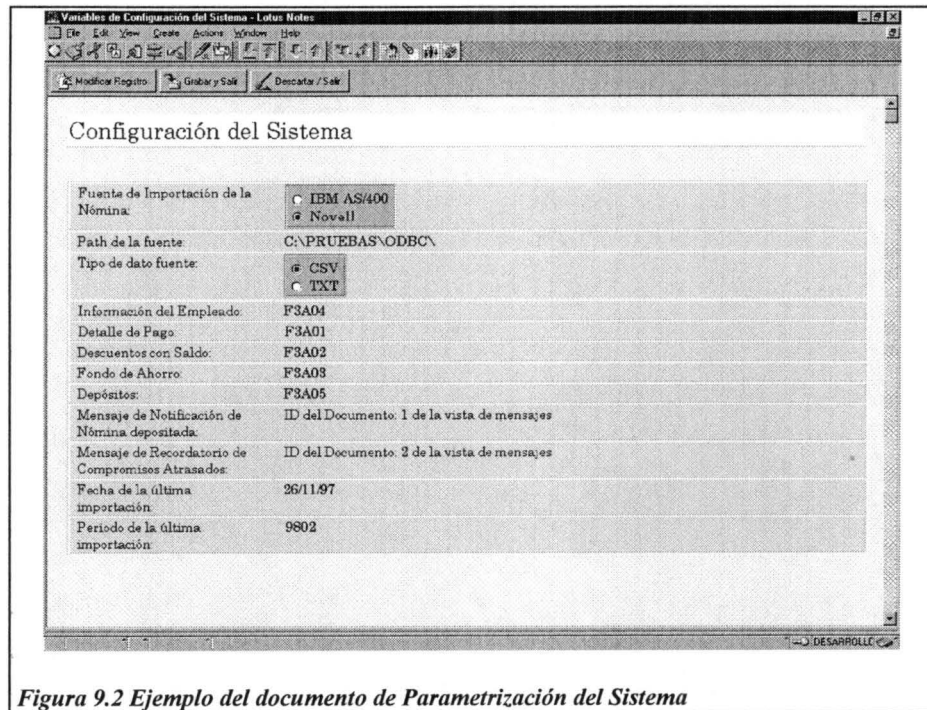 Variables de Configuración del Sistema - Lotus Notes
File Edit View Create Actions Window Help
Modificar Registro Grabar y Salir Descartar / Salir
Configuración del Sistema
Fuente de Importación de la Nómina:
IBM AS/400
Novell
Path de la fuente: C:\PRUEBAS\ODBC\
Tipo de dato fuente:
CSV
TXT
Información del Empleado: F3A04
Detalle de Pago: F3A01
Descuentos con Saldo: F3A02
Fondo de Ahorro: F3A03
Depósitos: F3A05
Mensaje de Notificación de Nómina depositada: ID del Documento: 1 de la vista de mensajes
Mensaje de Recordatorio de Compromisos Atrasados: ID del Documento: 2 de la vista de mensajes
Fecha de la última importación: 26/11/97
Periodo de la última importación: 9802
DESARROLLO
Figura 9.2 Ejemplo del documento de Parametrización del Sistema